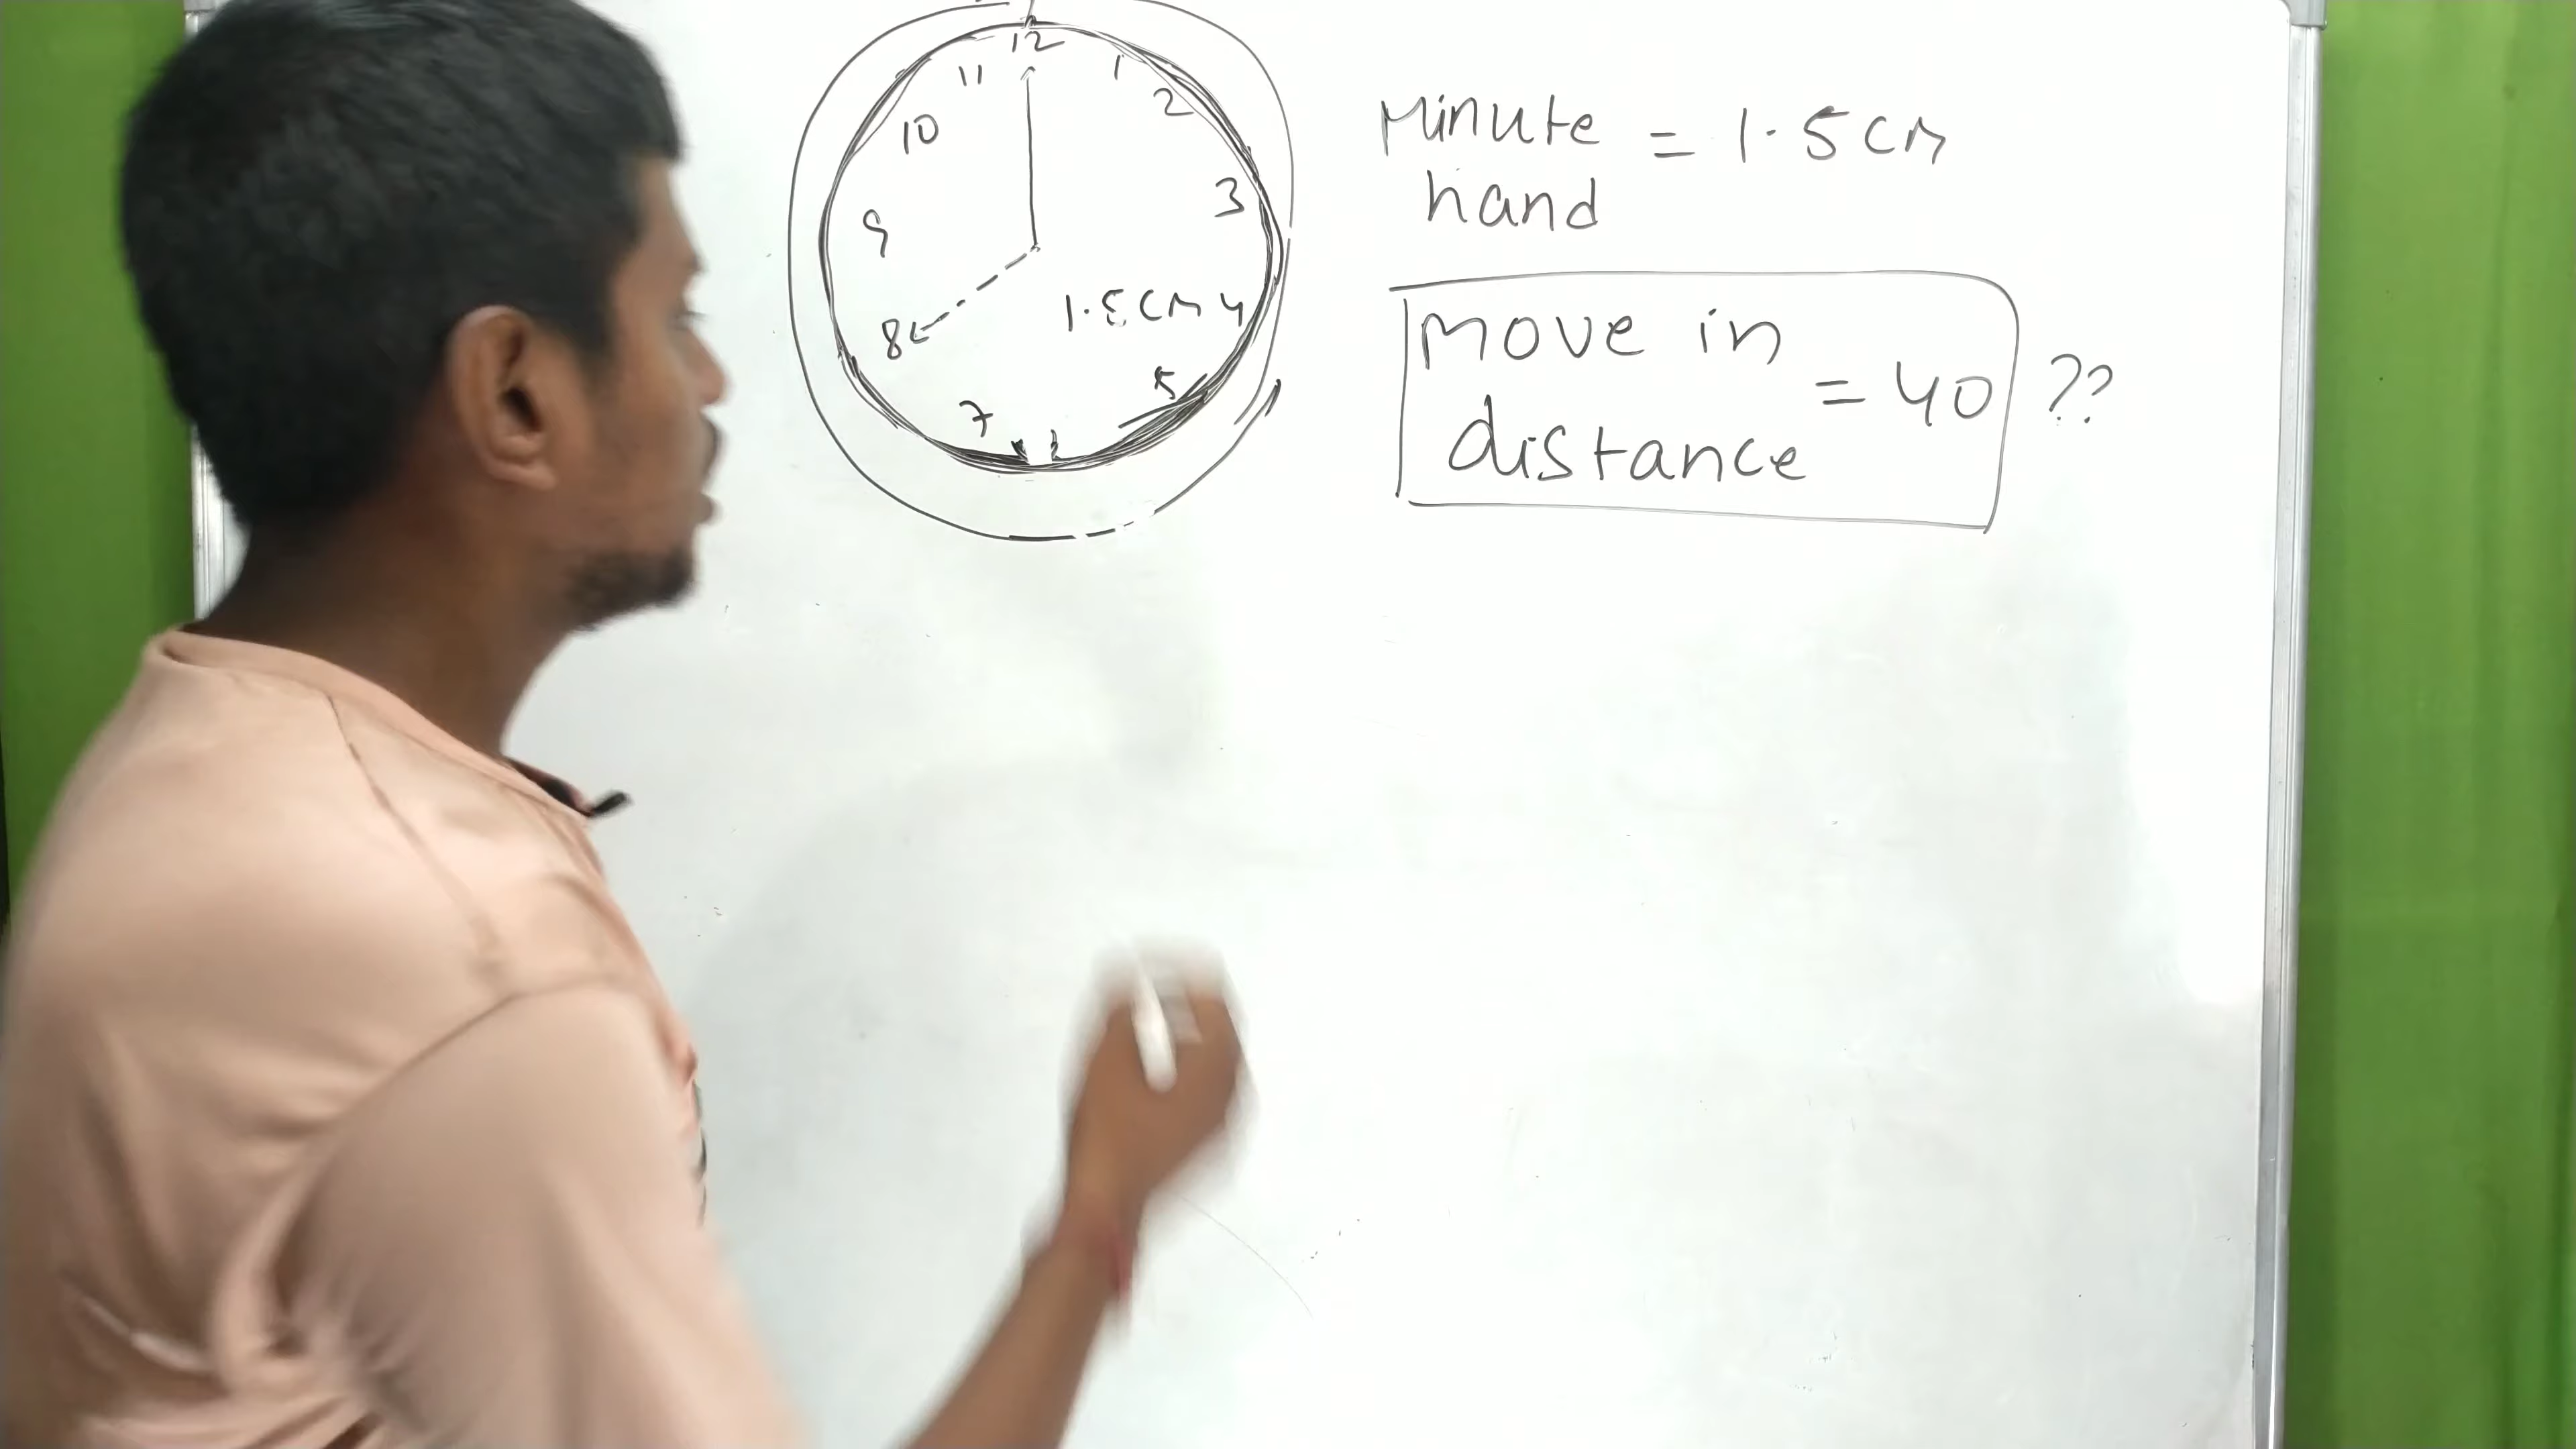 12
11 1
10 2
9 3
8 1.5cm 4
7 5
Minute
hand = 1.5cm
Move in
distance = 40 ??